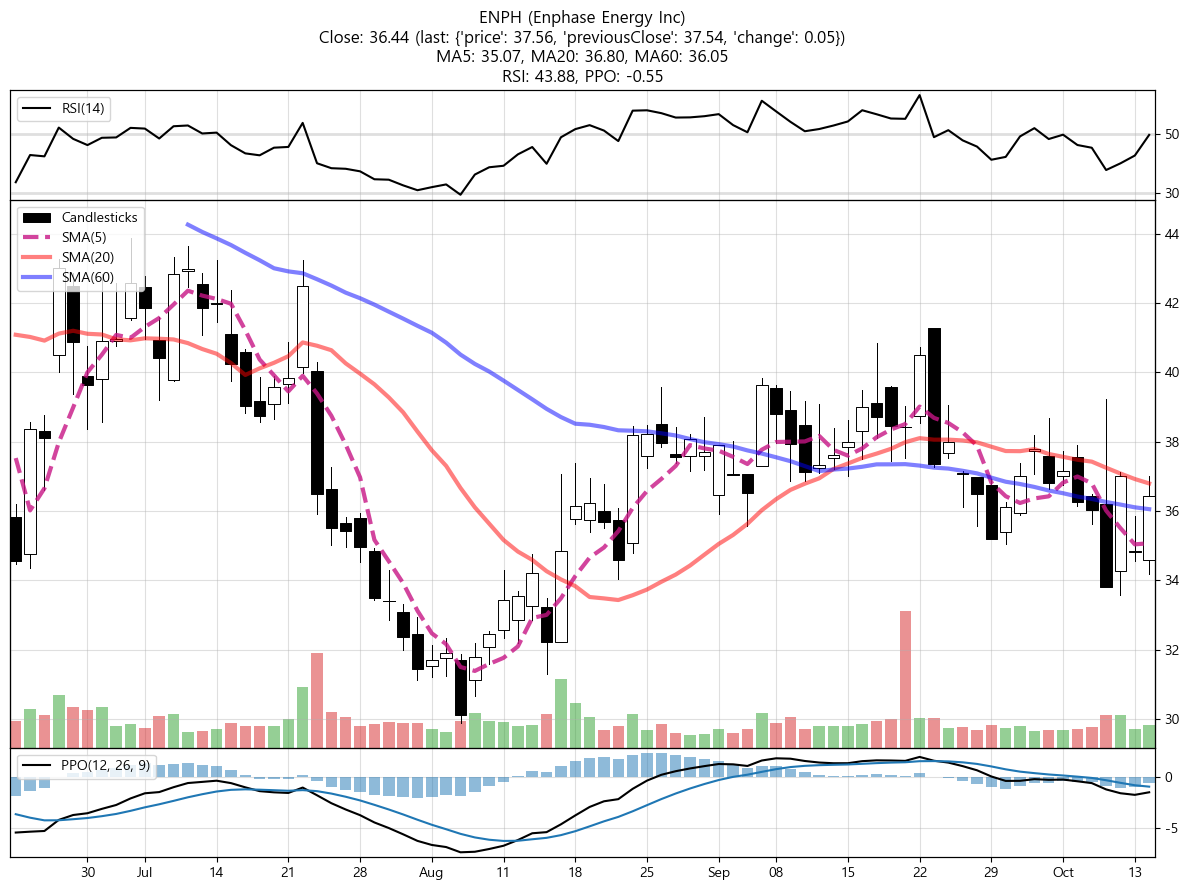 ENPH (Enphase Energy Inc)
Close: 36.44 (last: {'price': 37.56, 'previousClose': 37.54, 'change': 0.05})
MA5: 35.07, MA20: 36.80, MA60: 36.05
RSI: 43.88, PPO: -0.55
RSI(14)
50
30
Candlesticks
SMA(5)
SMA(20)
SMA(60)
44
42
40
38
36
34
32
30
PPO(12, 26, 9)
0
-5
30 Jul 14 21 28 Aug 11 18 25 Sep 08 15 22 29 Oct 13